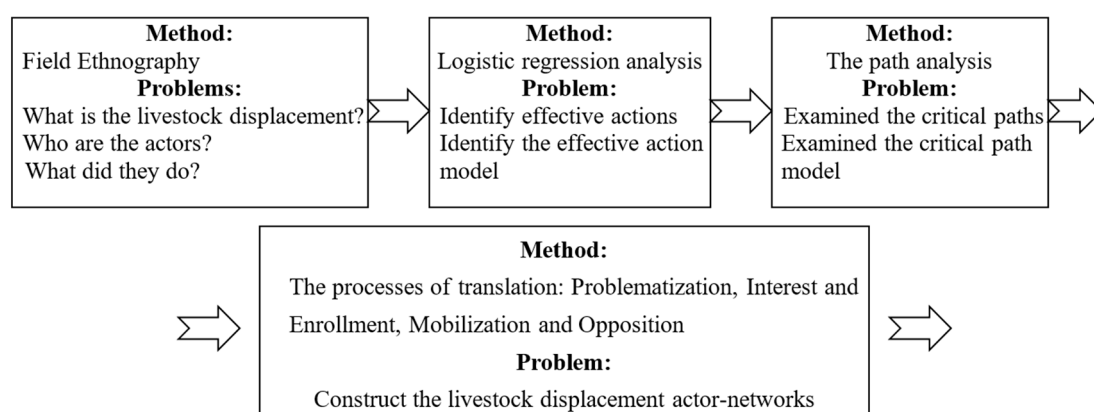 Method:
Field Ethnography
Problems:
What is the livestock displacement?
Who are the actors?
What did they do?
Method:
Logistic regression analysis
Problem:
Identify effective actions
Identify the effective action
model
Method:
The path analysis
Problem:
Examined the critical paths
Examined the critical path
model
Method:
The processes of translation: Problematization, Interest and
Enrollment, Mobilization and Opposition
Problem:
Construct the livestock displacement actor-networks